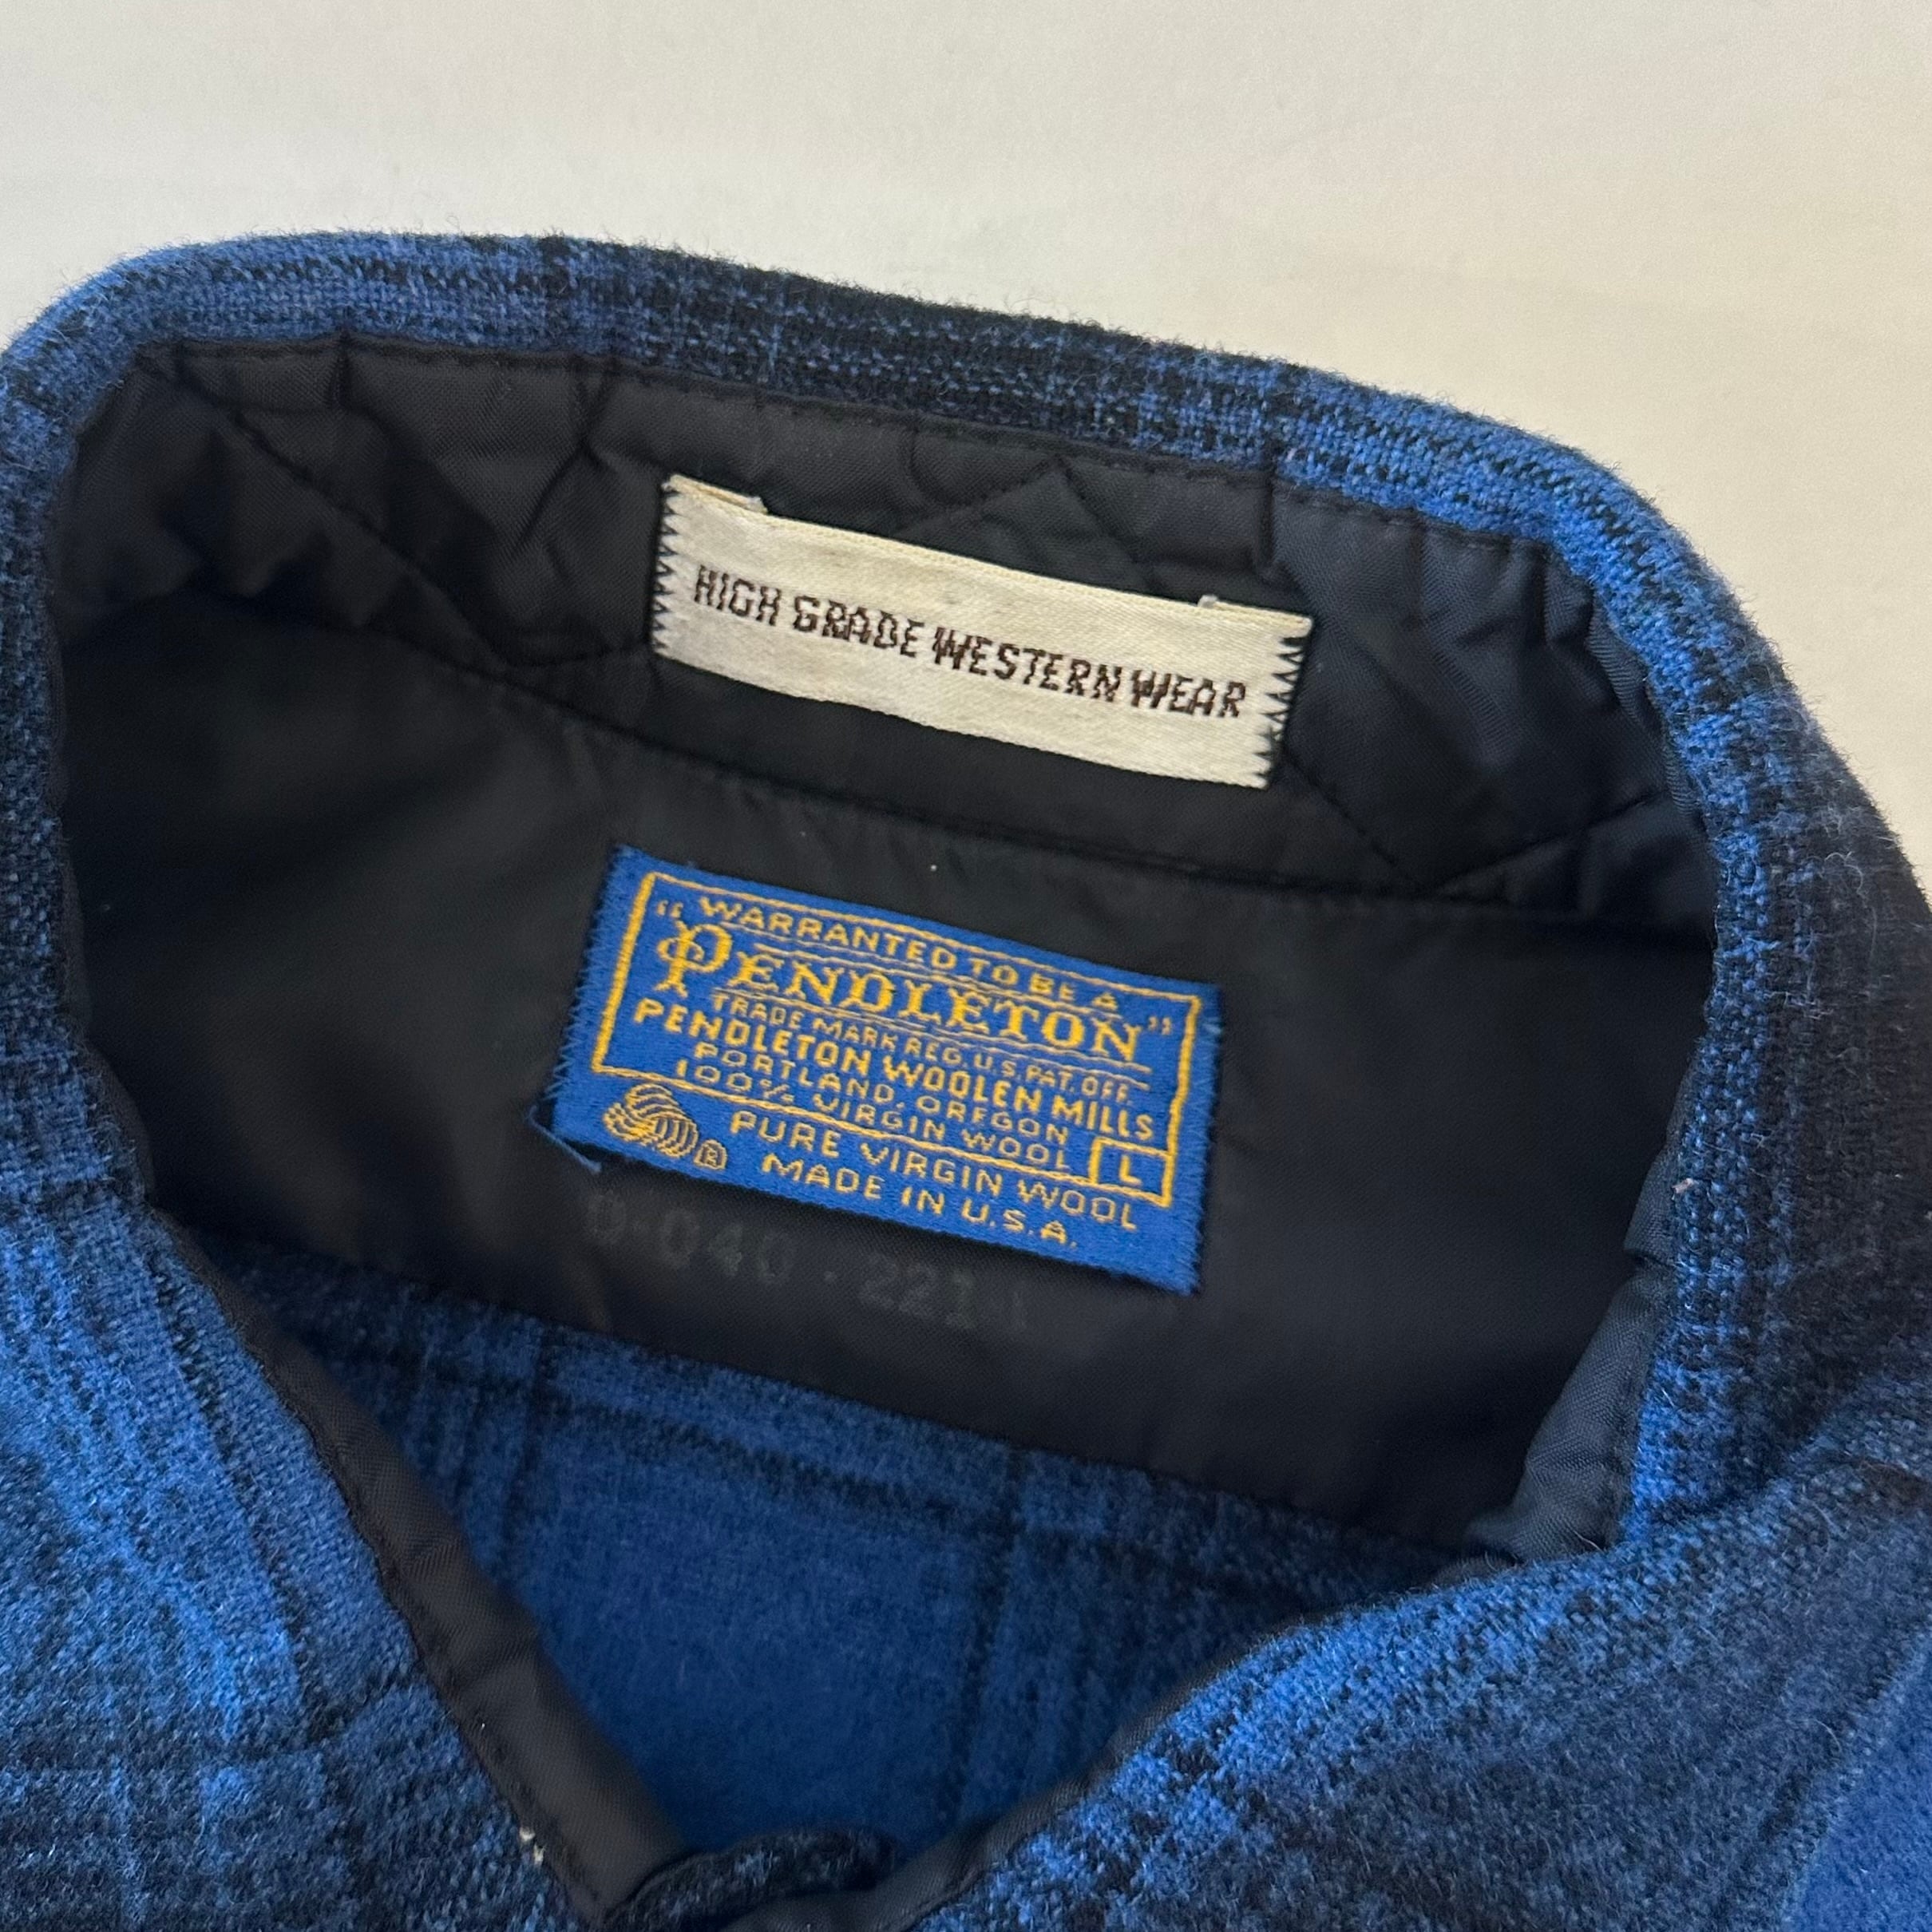 HIGH GRADE WESTERN WEAR
"WARRANTED TO BE A
PENDLETON"
TRADE MARK REG. U.S. PAT. OFF.
PENDLETON WOOLEN MILLS
PORTLAND, OREGON
100% VIRGIN WOOL
L
PURE VIRGIN WOOL
®
MADE IN U.S.A.